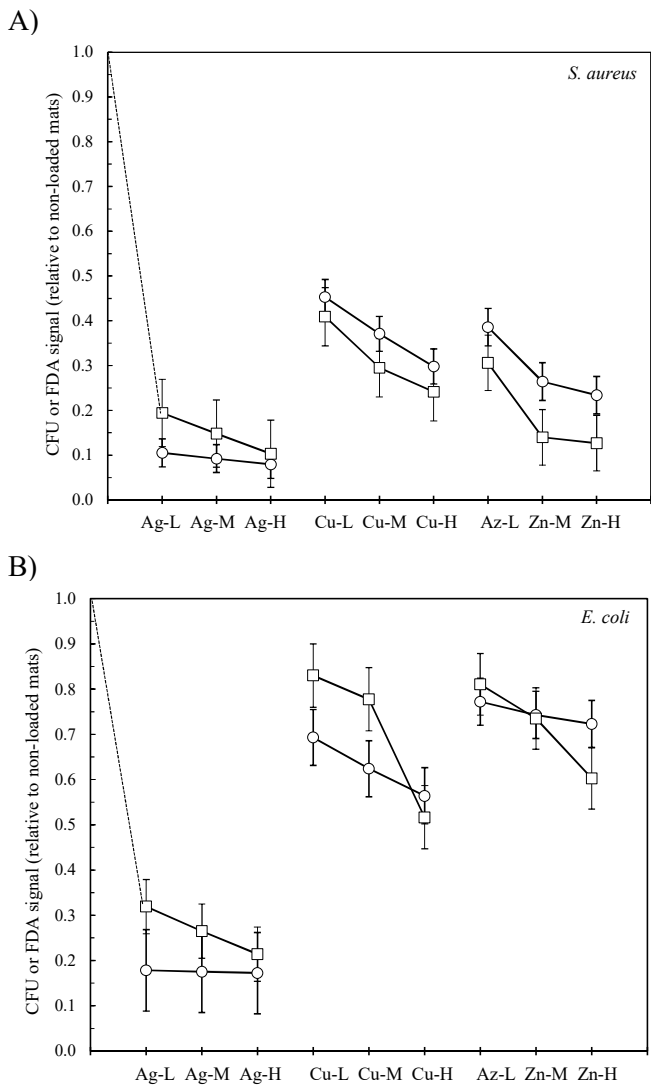 A)
S. aureus
CFU or FDA signal (relative to non-loaded mats)
1.0
0.9
0.8
0.7
0.6
0.5
0.4
0.3
0.2
0.1
0.0
Ag-L Ag-M Ag-H Cu-L Cu-M Cu-H Az-L Zn-M Zn-H
B)
E. coli
CFU or FDA signal (relative to non-loaded mats)
1.0
0.9
0.8
0.7
0.6
0.5
0.4
0.3
0.2
0.1
0.0
Ag-L Ag-M Ag-H Cu-L Cu-M Cu-H Az-L Zn-M Zn-H